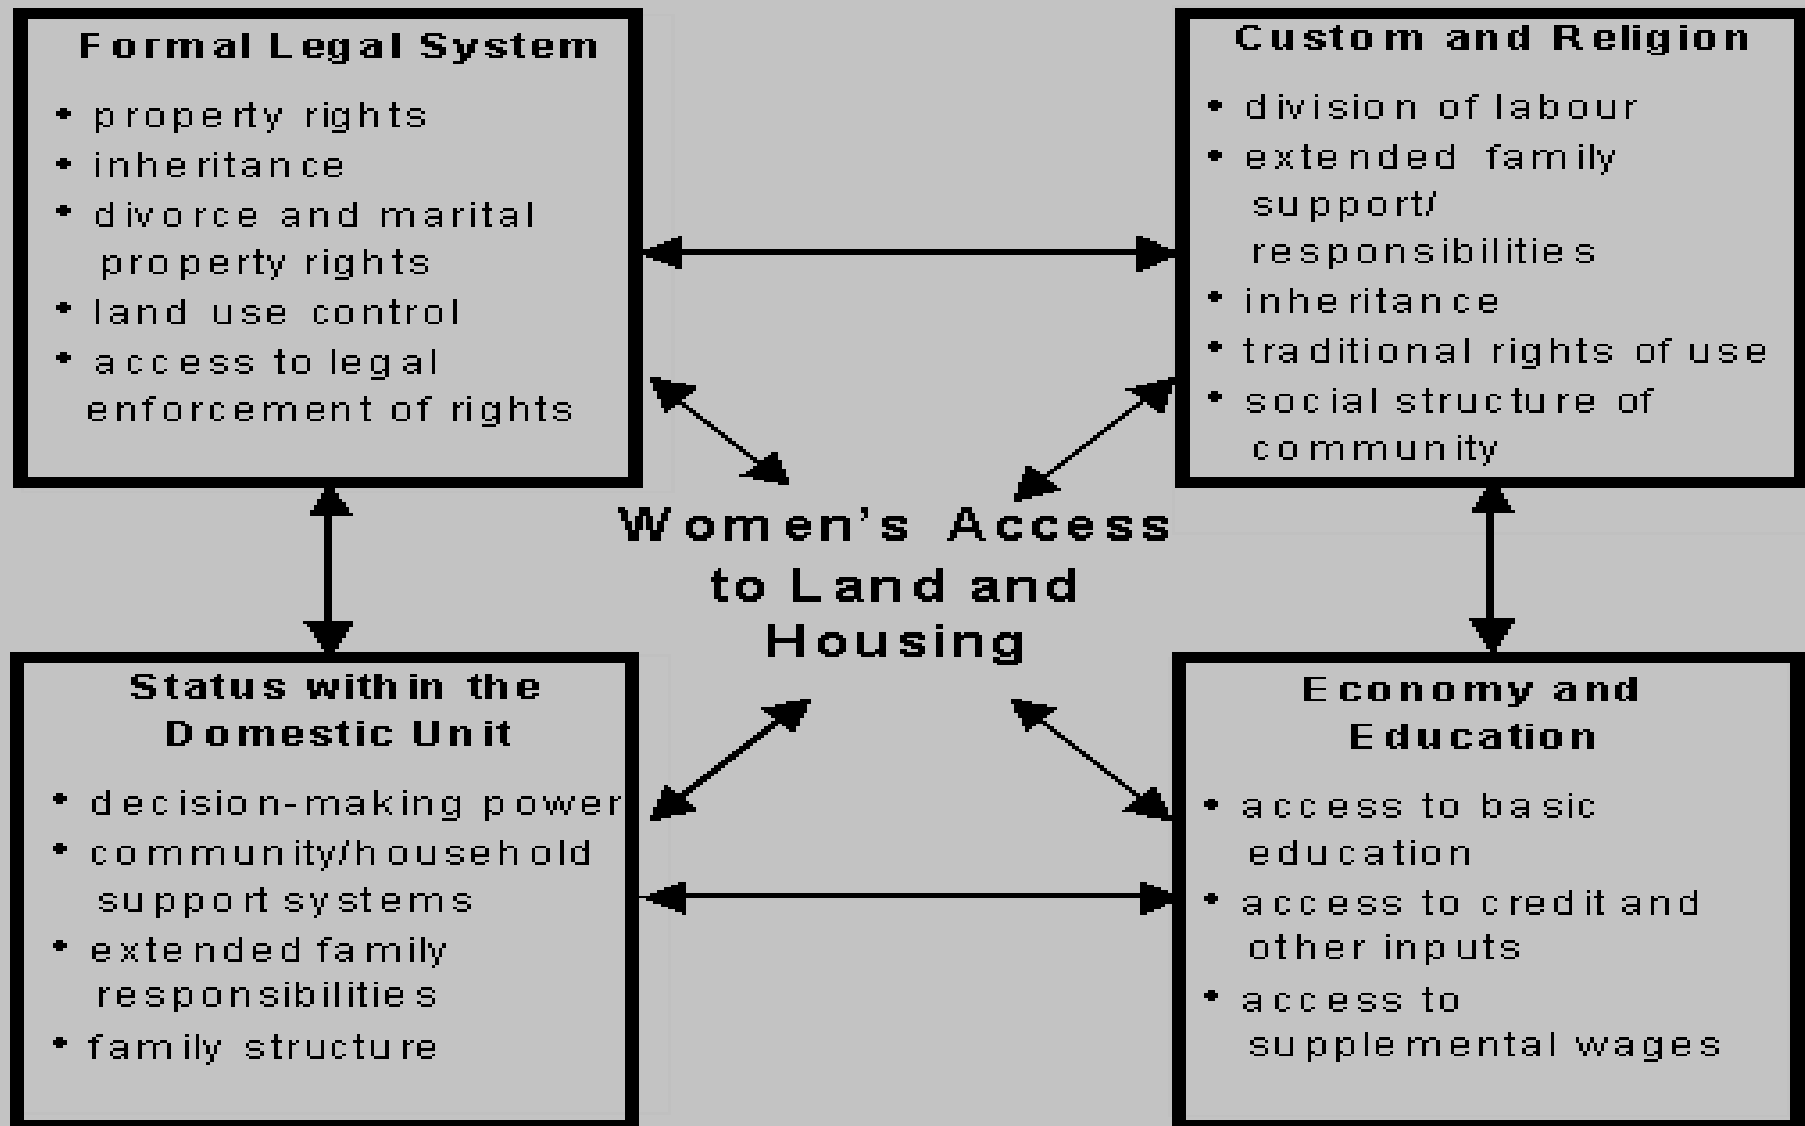 Formal Legal System
• property rights
• inheritance
• divorce and marital
property rights
• land use control
• access to legal
enforcement of rights
Custom and Religion
• division of labour
• extended family
support/
responsibilities
• inheritance
• traditional rights of use
• social structure of
community
Women's Access
to Land and
Housing
Status within the
Domestic Unit
• decision-making power
• community/household
support systems
• extended family
responsibilities
• family structure
Economy and
Education
• access to basic
education
• access to credit and
other inputs
• access to
supplemental wages